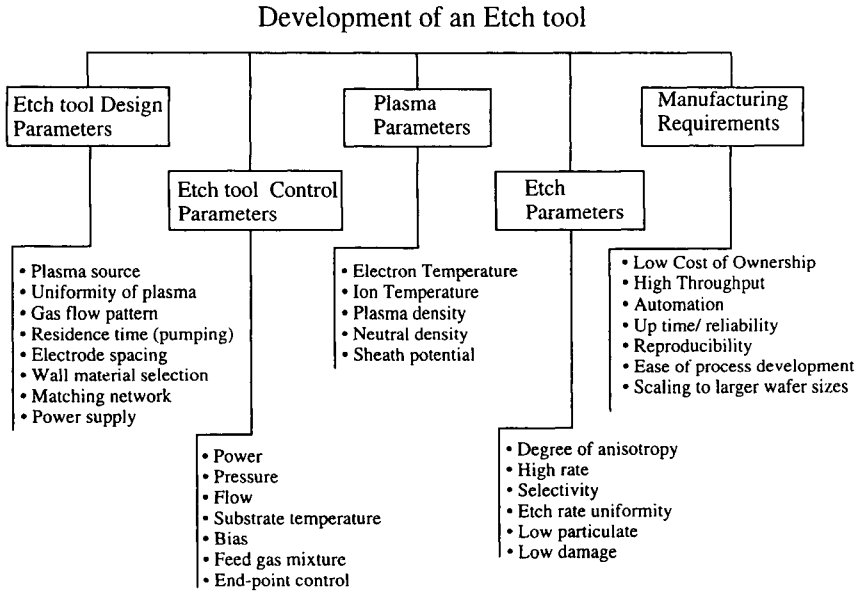 Development of an Etch tool
Etch tool Design
Parameters
• Plasma source
• Uniformity of plasma
• Gas flow pattern
• Residence time (pumping)
• Electrode spacing
• Wall material selection
• Matching network
• Power supply
Etch tool Control
Parameters
• Power
• Pressure
• Flow
• Substrate temperature
• Bias
• Feed gas mixture
• End-point control
Plasma
Parameters
• Electron Temperature
• Ion Temperature
• Plasma density
• Neutral density
• Sheath potential
Etch
Parameters
• Degree of anisotropy
• High rate
• Selectivity
• Etch rate uniformity
• Low particulate
• Low damage
Manufacturing
Requirements
• Low Cost of Ownership
• High Throughput
• Automation
• Up time/ reliability
• Reproducibility
• Ease of process development
• Scaling to larger wafer sizes